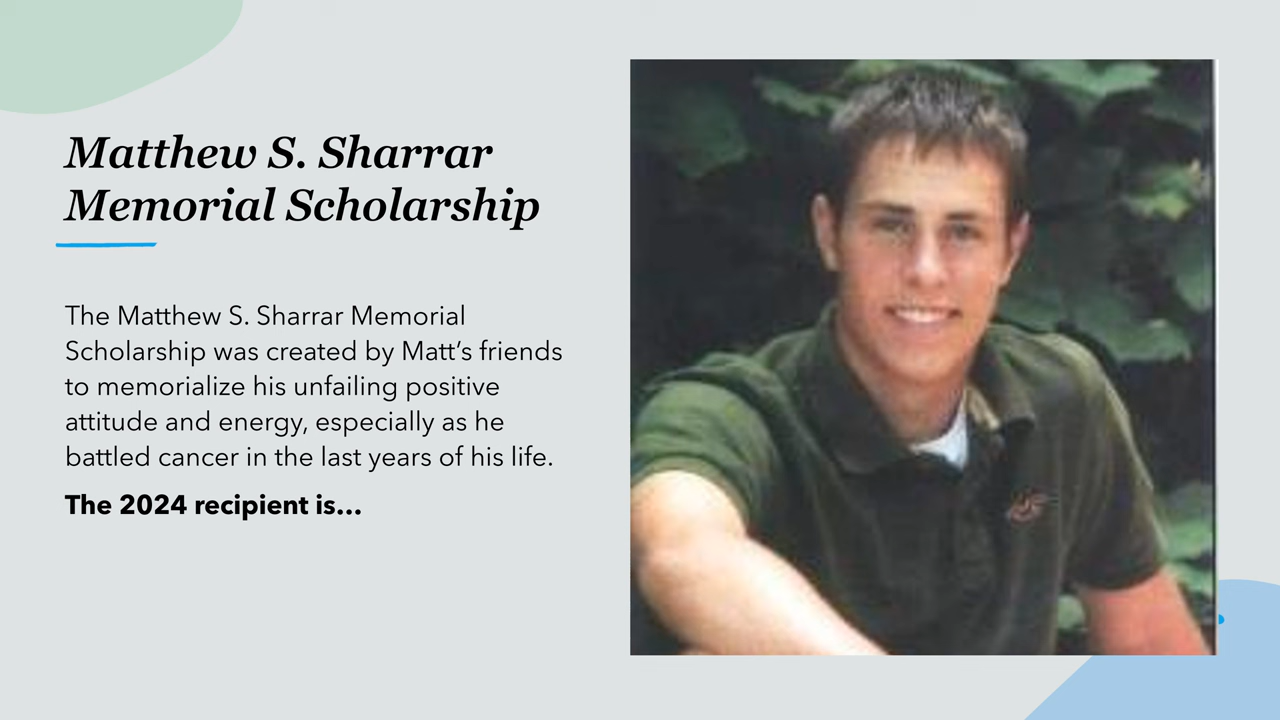 Matthew S. Sharrar
Memorial Scholarship
The Matthew S. Sharrar Memorial
Scholarship was created by Matt’s friends
to memorialize his unfailing positive
attitude and energy, especially as he
battled cancer in the last years of his life.
The 2024 recipient is…